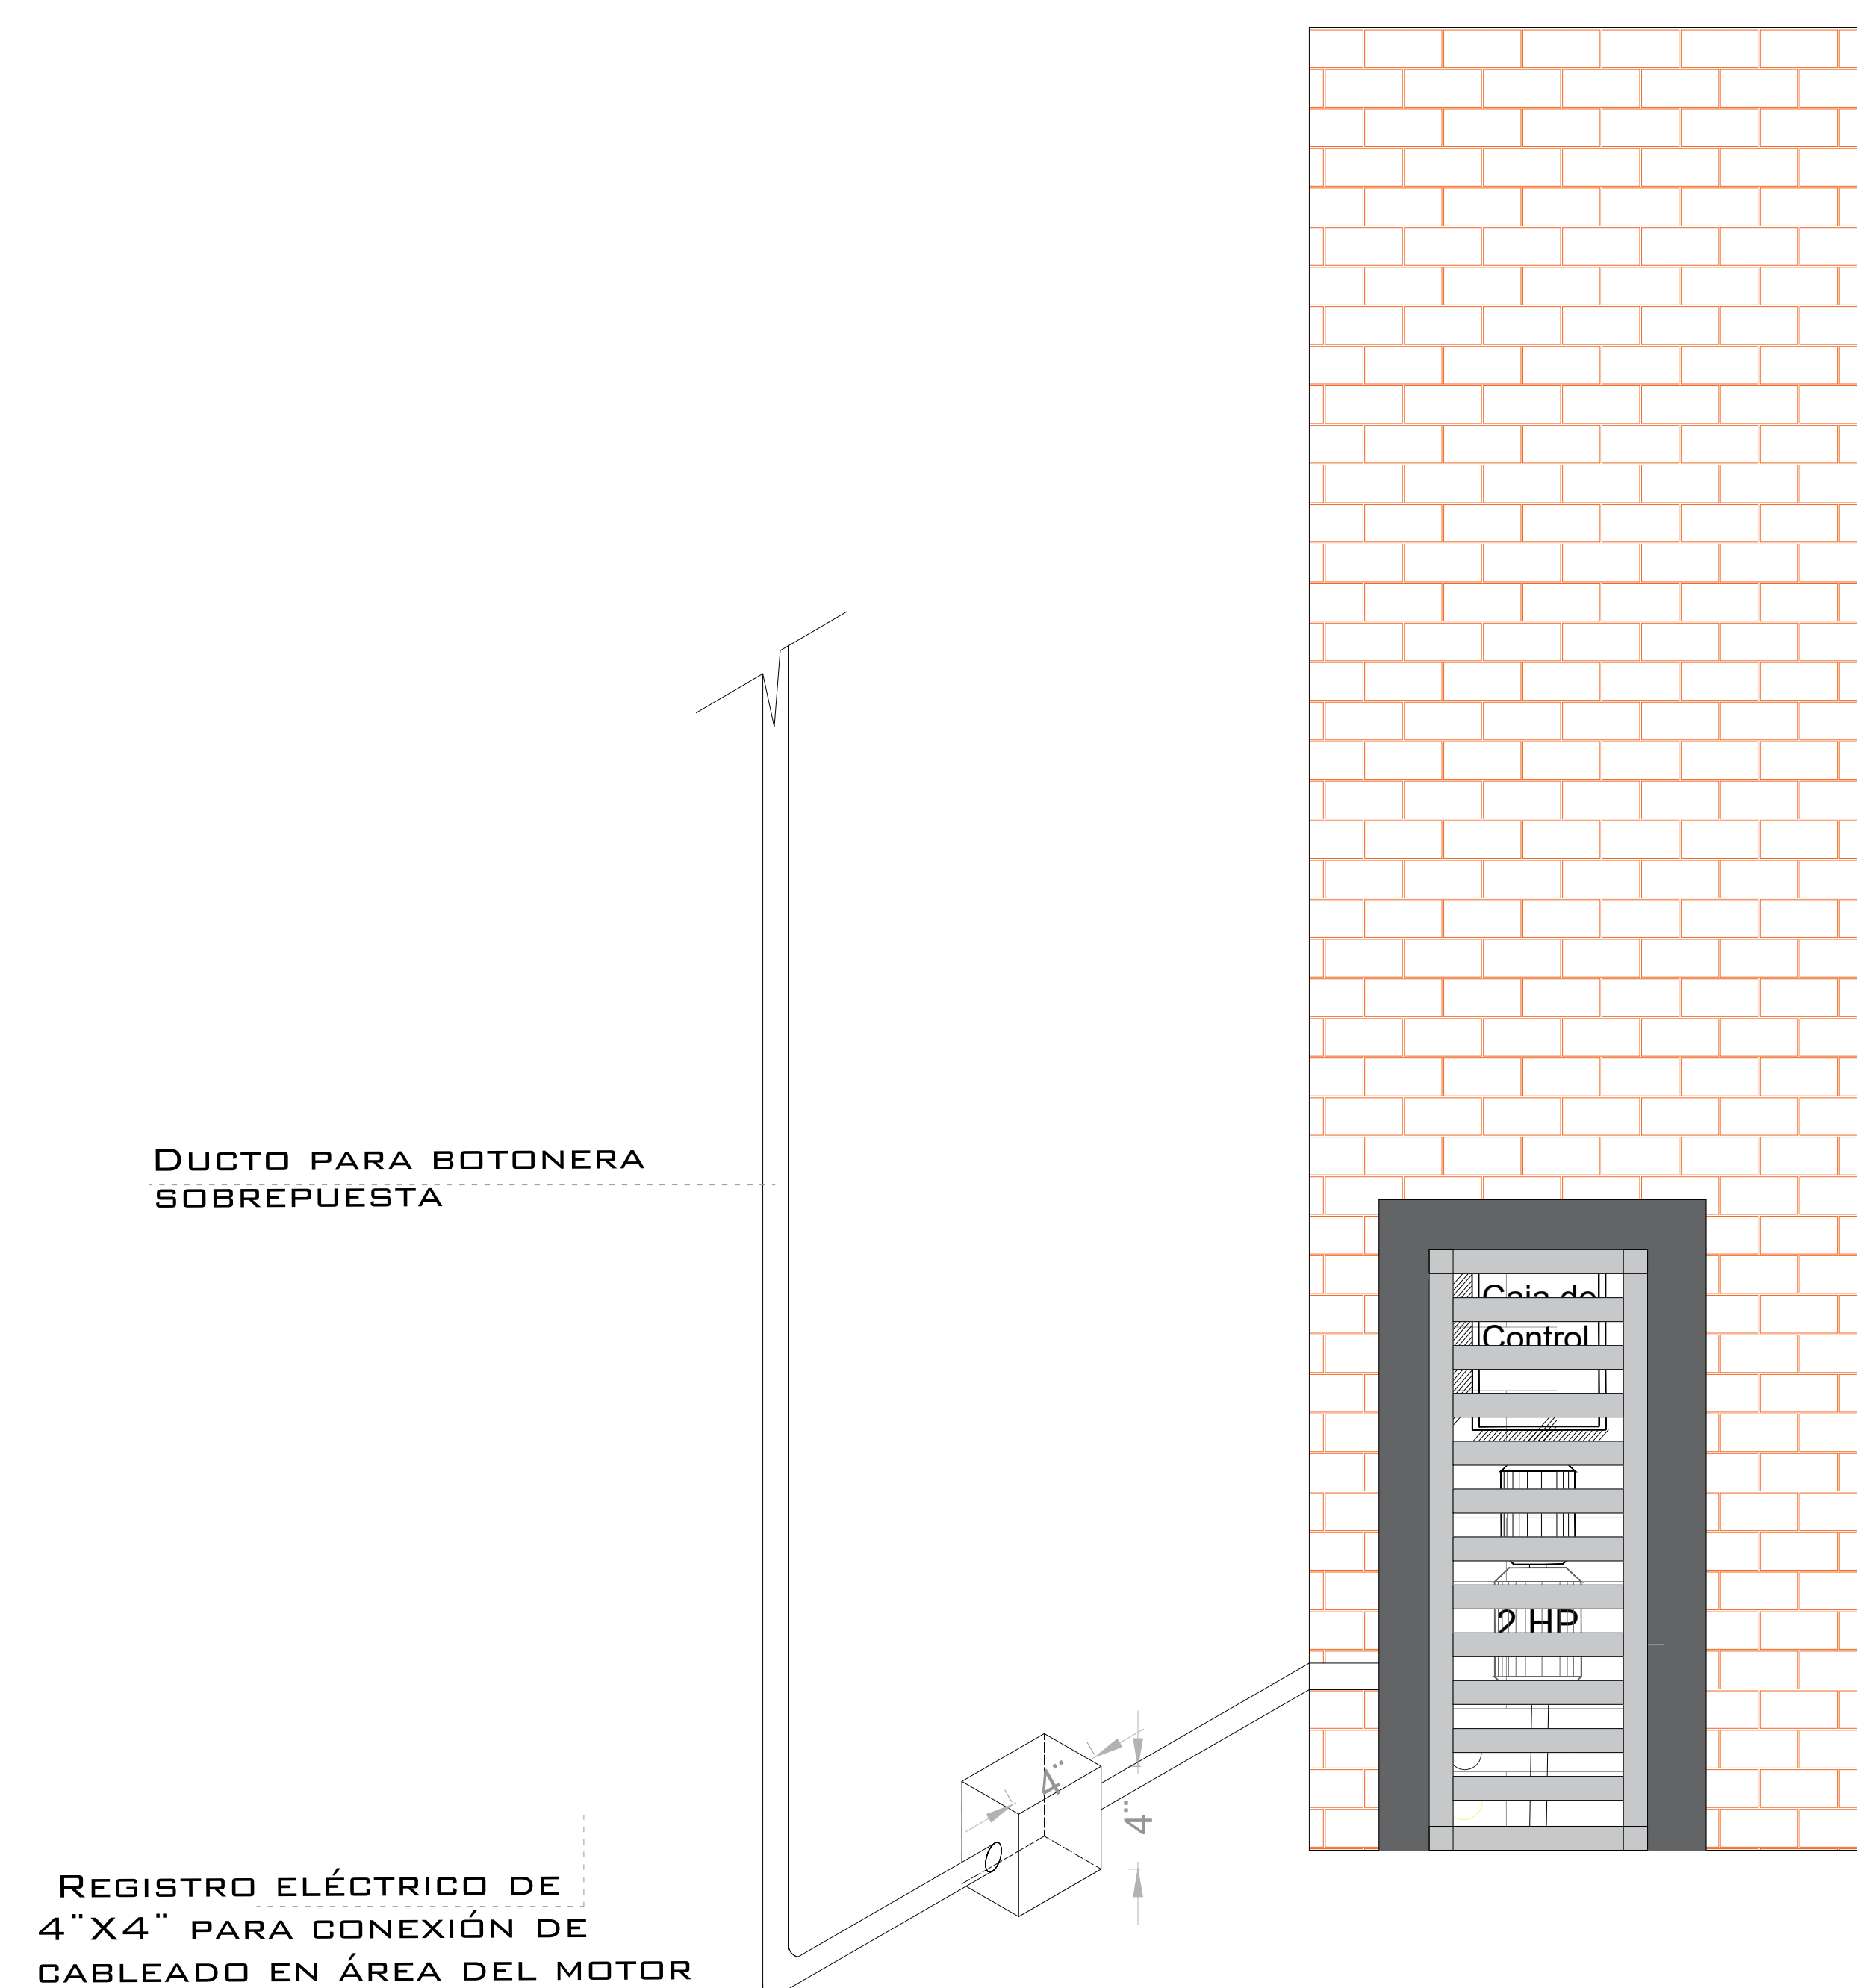 Ducto para botonera
sobrepuesta
Caja de
Control
2 HP
4¨
4¨
Registro eléctrico de
4¨X4¨ para conexión de
cableado en área del motor